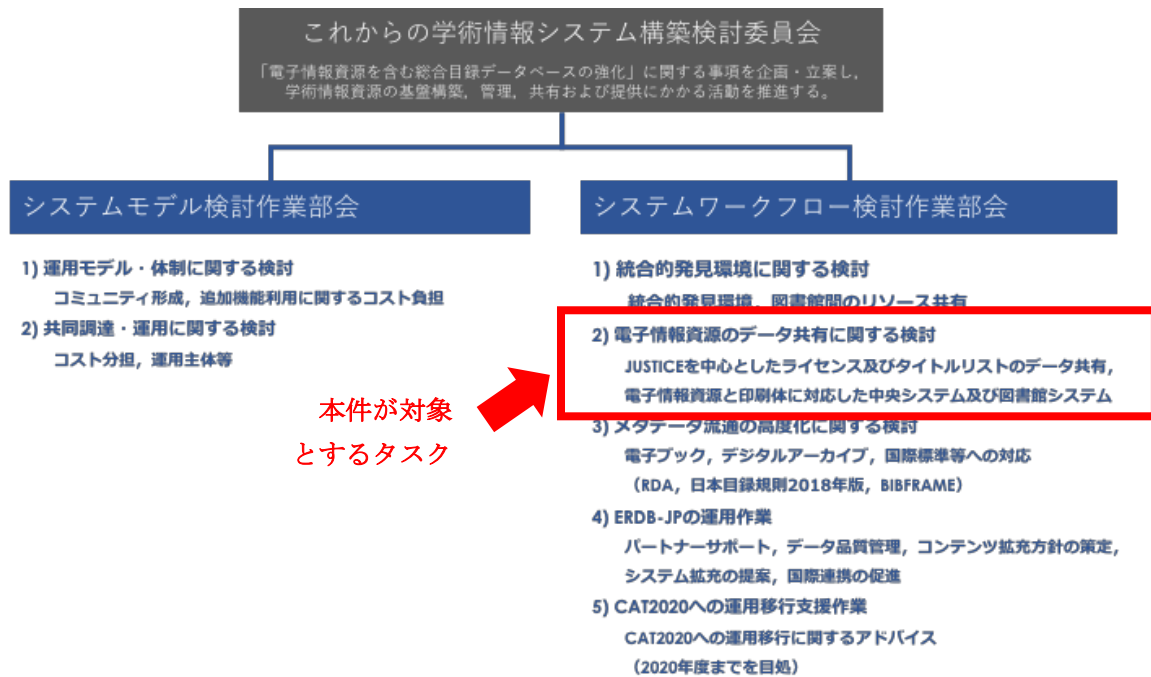 これからの学術情報システム構築検討委員会
「電子情報資源を含む総合目録データベースの強化」に関する事項を企画・立案し，
学術情報資源の基盤構築，管理，共有および提供にかかる活動を推進する。
システムモデル検討作業部会
1) 運用モデル・体制に関する検討
コミュニティ形成，追加機能利用に関するコスト負担
2) 共同調達・運用に関する検討
コスト分担，運用主体等
本件が対象
とするタスク
システムワークフロー検討作業部会
1) 統合的発見環境に関する検討
統合的発見環境，図書館間のリソース共有
2) 電子情報資源のデータ共有に関する検討
JUSTICEを中心としたライセンス及びタイトルリストのデータ共有，
電子情報資源と印刷体に対応した中央システム及び図書館システム
3) メタデータ流通の高度化に関する検討
電子ブック，デジタルアーカイブ，国際標準等への対応
（RDA，日本目録規則2018年版，BIBFRAME）
4) ERDB-JPの運用作業
パートナーサポート，データ品質管理，コンテンツ拡充方針の策定，
システム拡充の提案，国際連携の促進
5) CAT2020への運用移行支援作業
CAT2020への運用移行に関するアドバイス
（2020年度までを目処）